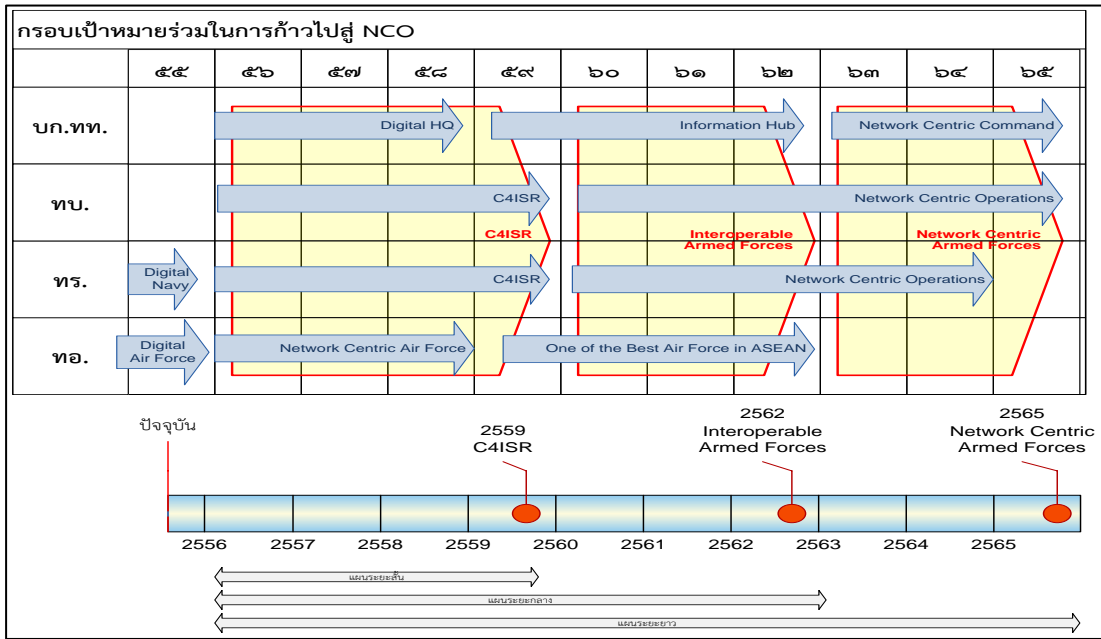 กรอบเป้าหมายร่วมในการก้าวไปสู่ NCO
๕๕ ๕๖ ๕๗ ๕๘ ๕๙ ๖๐ ๖๑ ๖๒ ๖๓ ๖๔ ๖๕
บก.ทท.
Digital HQ
Information Hub
Network Centric Command
ทบ.
C4ISR
Network Centric Operations
C4ISR
Interoperable
Armed Forces
Network Centric
Armed Forces
ทร.
Digital
Navy
C4ISR
Network Centric Operations
ทอ.
Digital
Air Force
Network Centric Air Force
One of the Best Air Force in ASEAN
ปัจจุบัน
2559
C4ISR
2562
Interoperable
Armed Forces
2565
Network Centric
Armed Forces
2556 2557 2558 2559 2560 2561 2562 2563 2564 2565
แผนระยะสั้น
แผนระยะกลาง
แผนระยะยาว